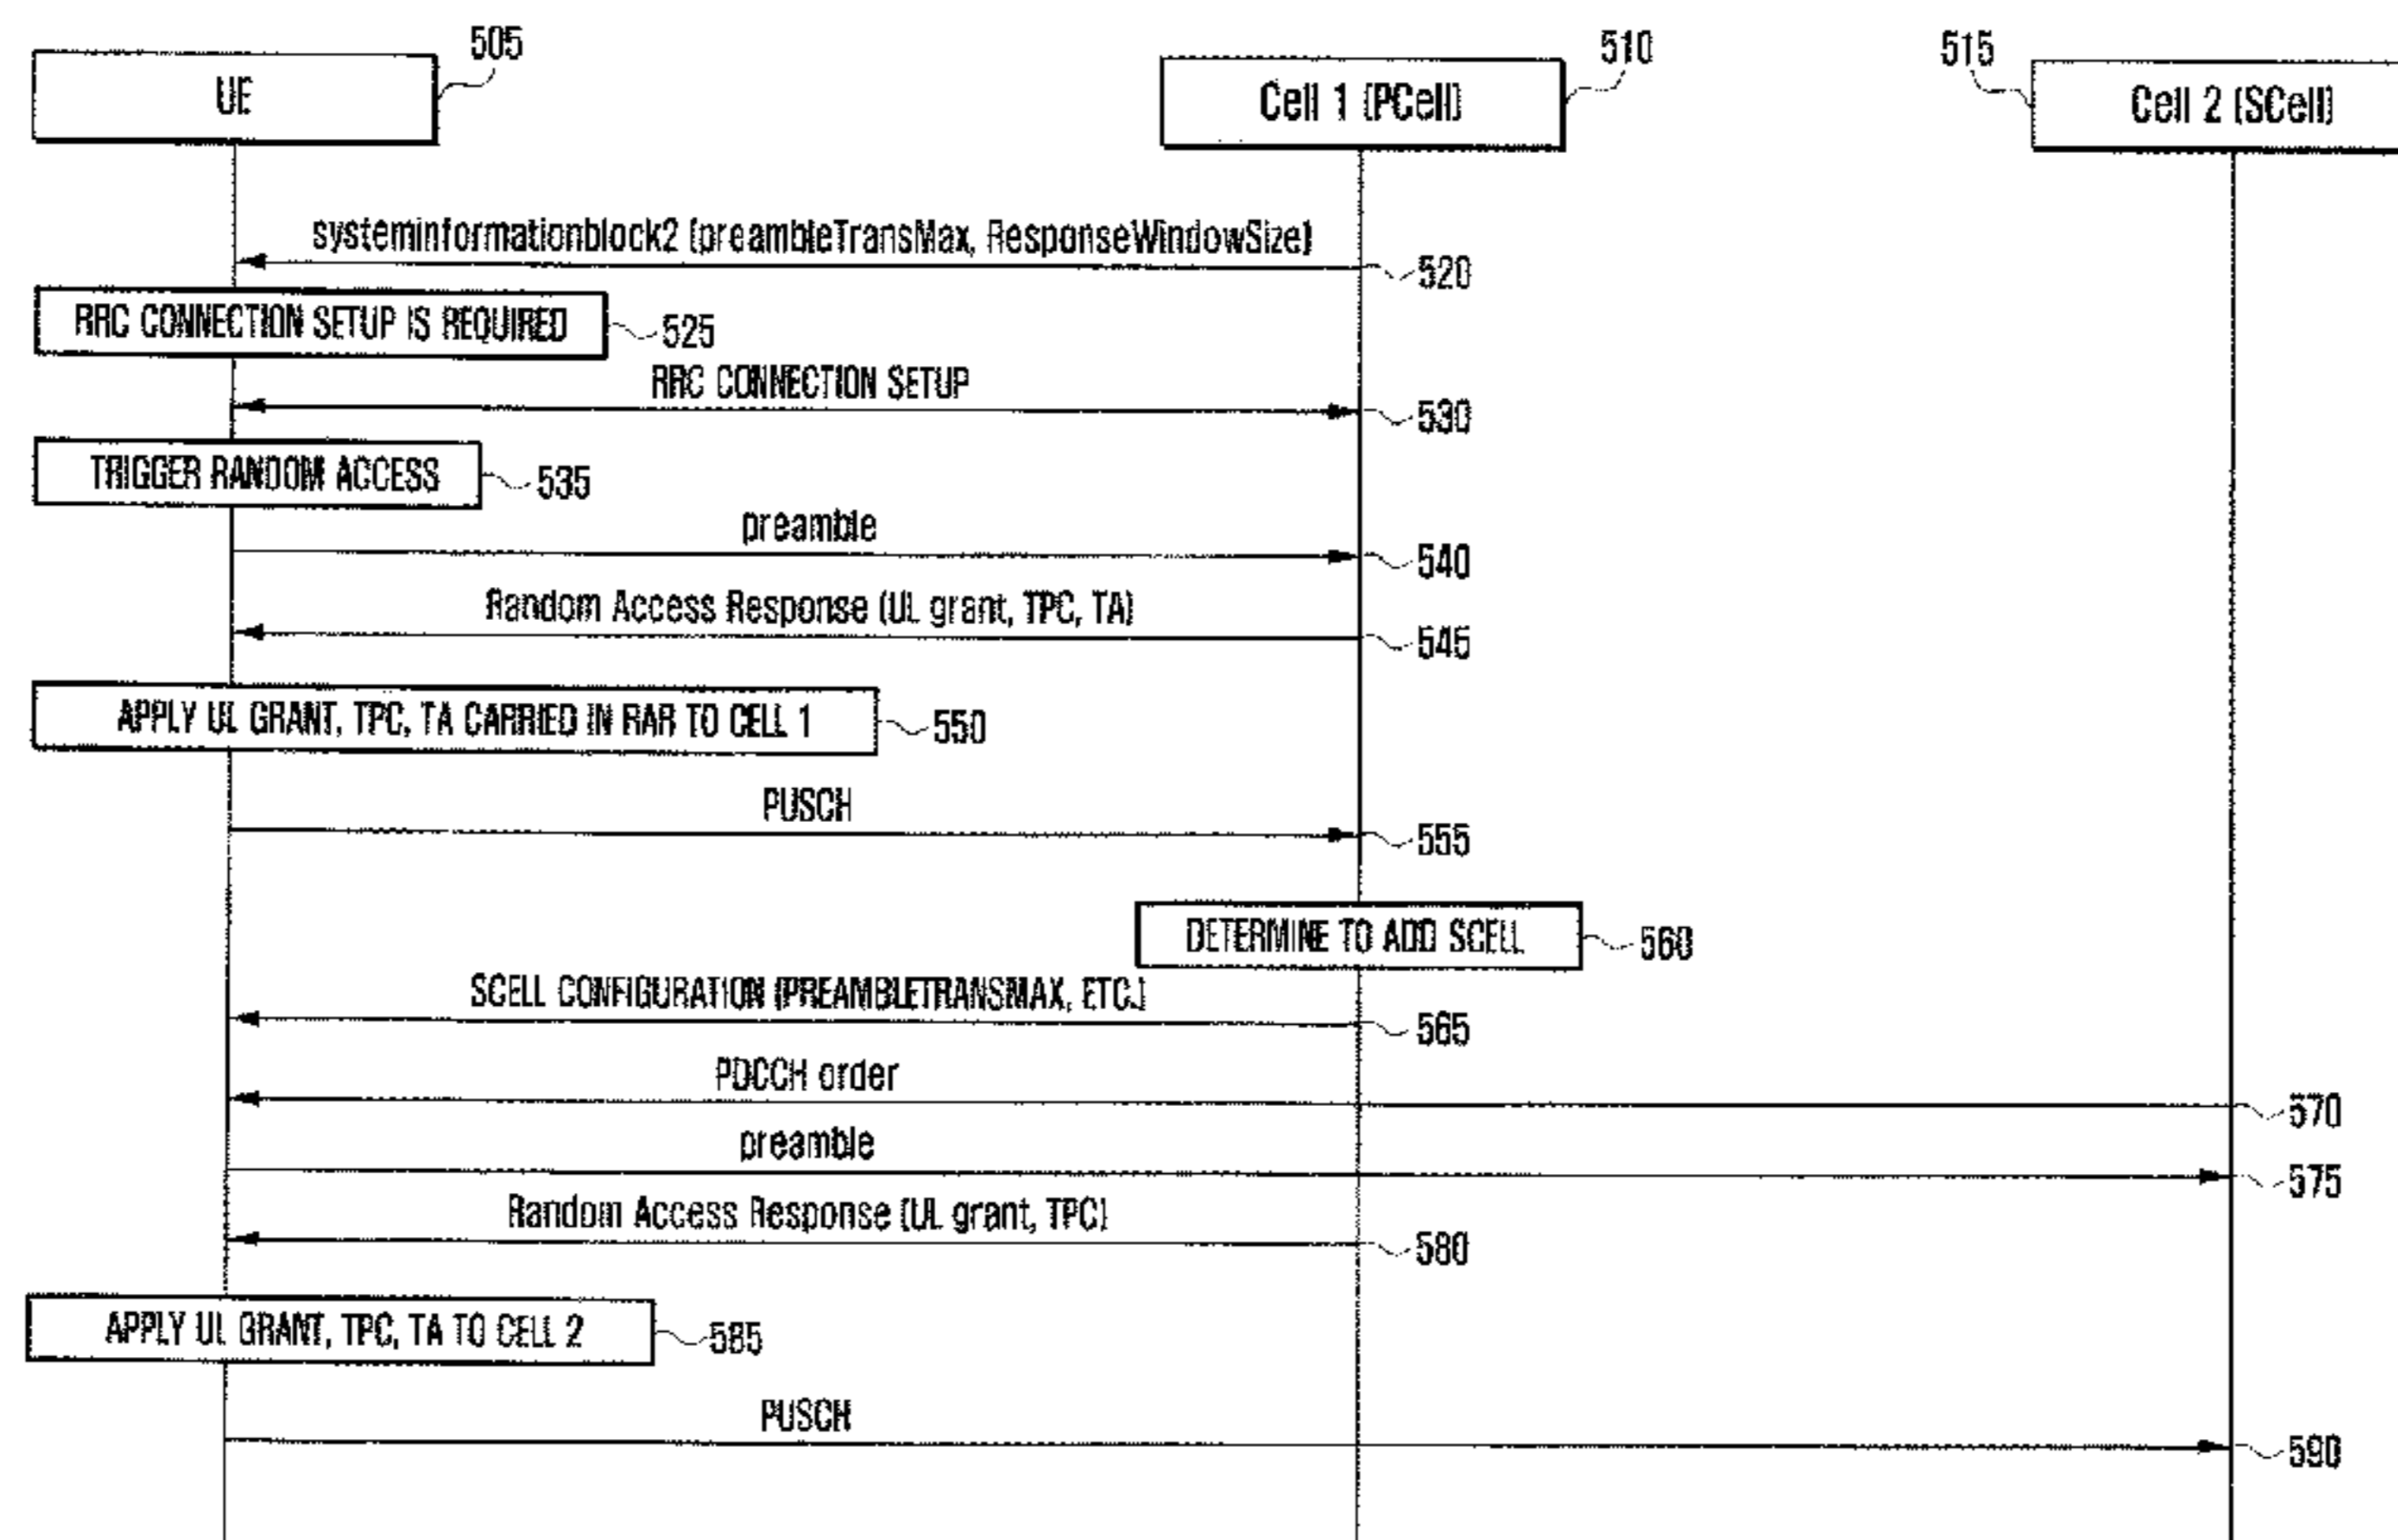 505
UE
510
Cell 1 (PCell)
515
Cell 2 (SCell)
systeminformationblock2 (preambleTransMax, ResponseWindowSize)
520
RRC CONNECTION SETUP IS REQUIRED
525
RRC CONNECTION SETUP
530
TRIGGER RANDOM ACCESS
535
preamble
540
Random Access Response (UL grant, TPC, TA)
545
APPLY UL GRANT, TPC, TA CARRIED IN RAR TO CELL 1
550
PUSCH
555
DETERMINE TO ADD SCELL
560
SCELL CONFIGURATION (PREAMBLETRANSMAX, ETC.)
565
PDCCH order
570
preamble
575
Random Access Response (UL grant, TPC)
580
APPLY UL GRANT, TPC, TA TO CELL 2
585
PUSCH
590